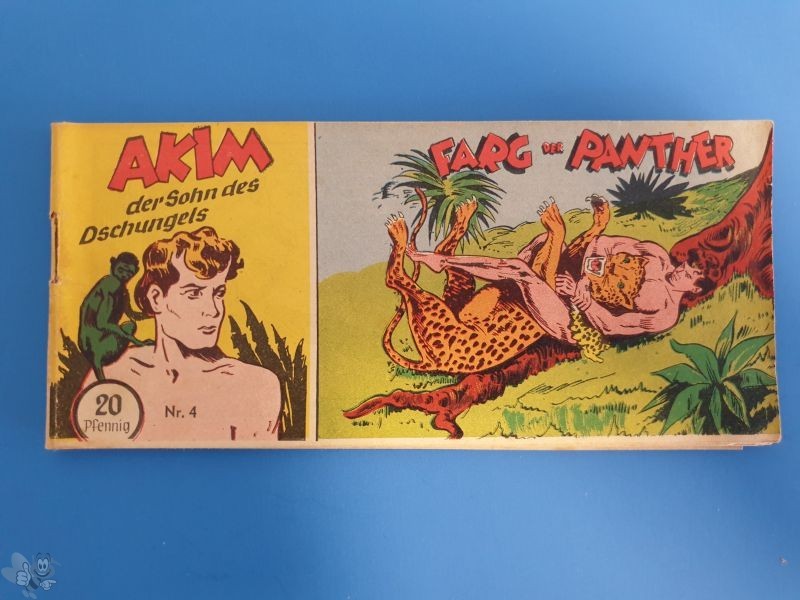 AKIM
der Sohn des
Dschungels
20
Pfennig
Nr. 4
FARG DER PANTHER